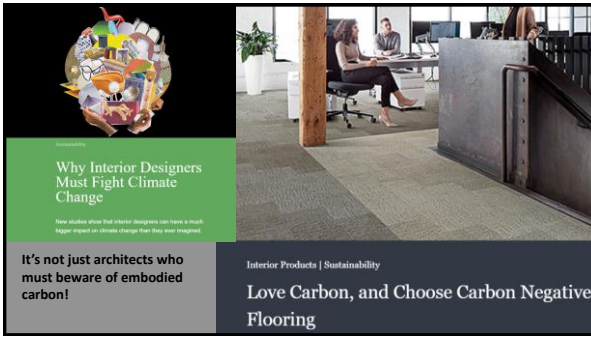 Sustainability
Why Interior Designers
Must Fight Climate
Change
New studies show that interior designers can have a much
bigger impact on climate change than they ever imagined.
It's not just architects who
must beware of embodied
carbon!
Interior Products | Sustainability
Love Carbon, and Choose Carbon Negative
Flooring